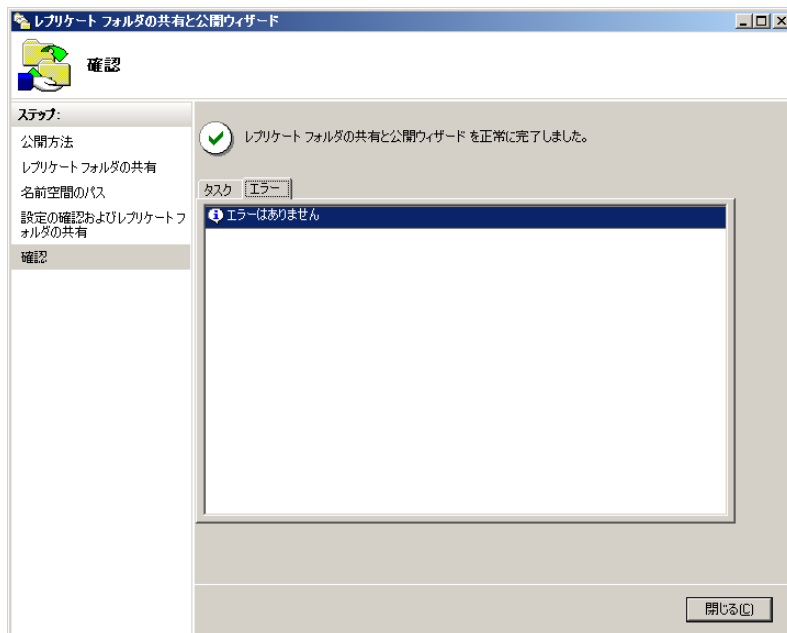 レプリケート フォルダの共有と公開ウィザード
確認
ステップ:
公開方法
レプリケート フォルダの共有
名前空間のパス
設定の確認およびレプリケート フ
ォルダの共有
確認
レプリケート フォルダの共有と公開ウィザード を正常に完了しました。
タスク
エラー
エラーはありません
閉じる(C)